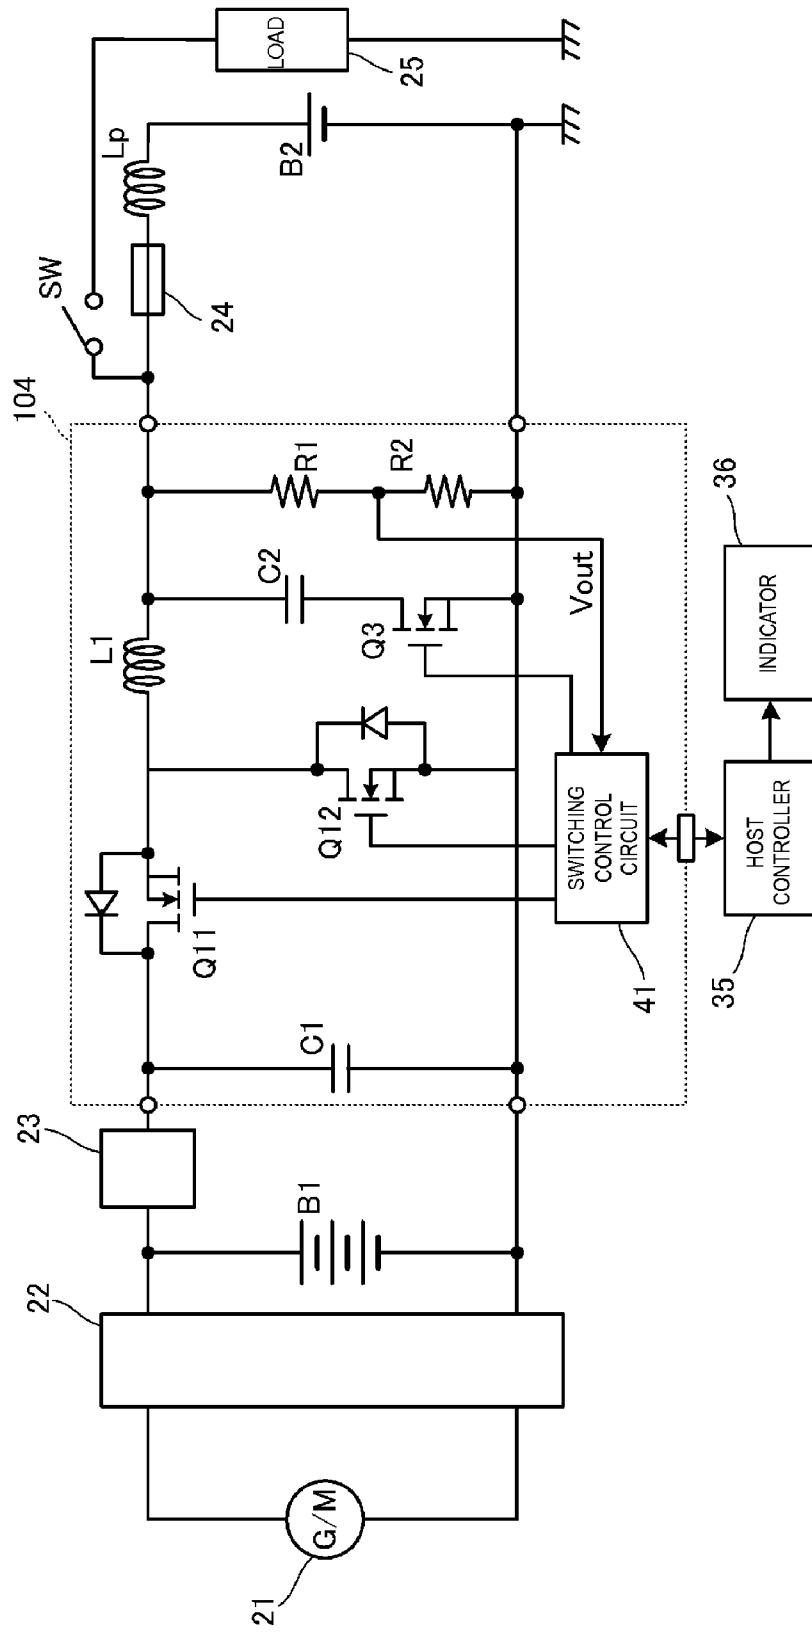 104
SW
Lp
LOAD
25
24
B2
22
23
L1
C2
R1
R2
Q11
Q12
Q3
C1
B1
Vout
G/M
21
SWITCHING
CONTROL
CIRCUIT
41
HOST
CONTROLLER
35
INDICATOR
36